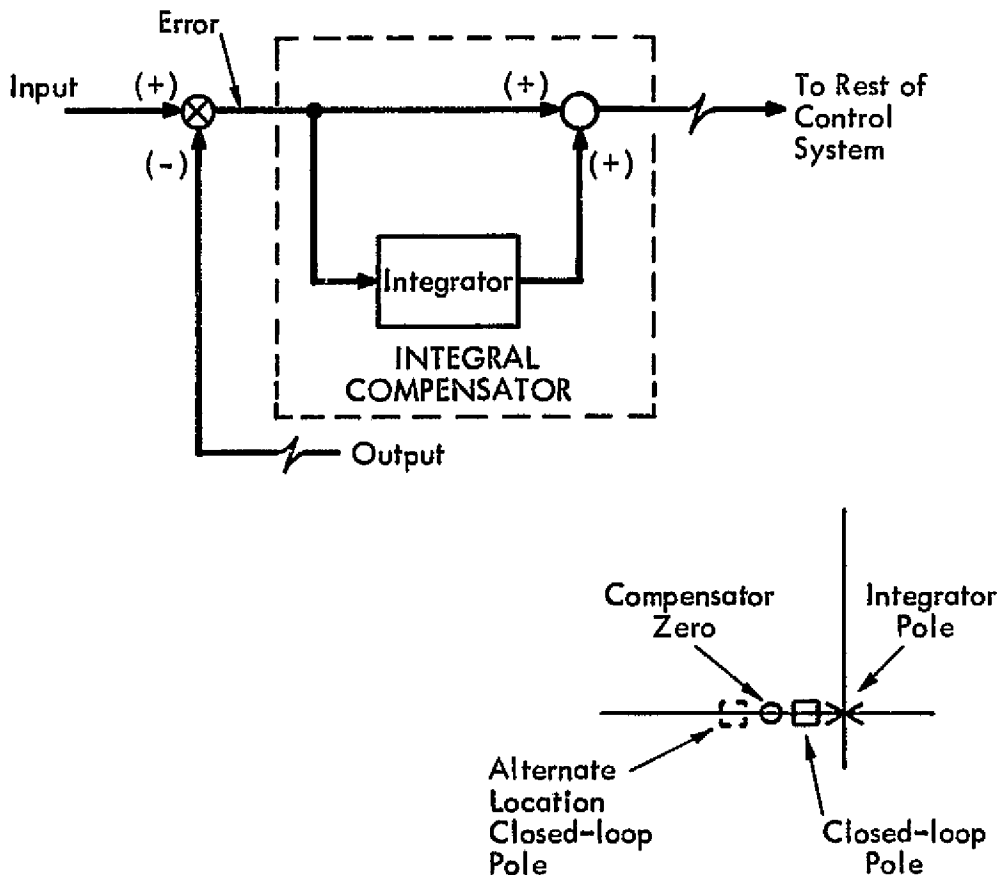 Error
Input
(+)
(+)
To Rest of
Control
System
(-)
(+)
Integrator
INTEGRAL
COMPENSATOR
Output
Compensator
Zero
Integrator
Pole
Alternate
Location
Closed-loop
Pole
Closed-loop
Pole